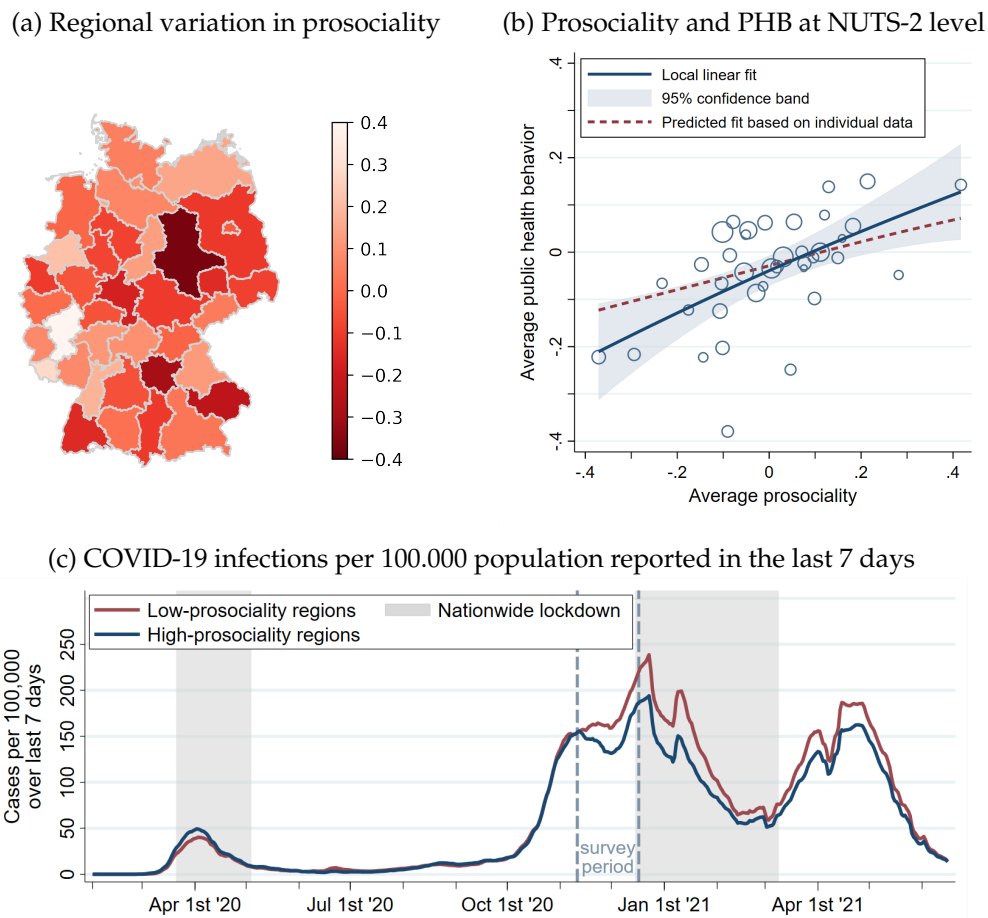 (a) Regional variation in prosociality
0.4
0.3
0.2
0.1
0.0
−0.1
−0.2
−0.3
−0.4
(b) Prosociality and PHB at NUTS-2 level
Average public health behavior
.4
.2
0
-.2
-.4
Local linear fit
95% confidence band
Predicted fit based on individual data
-.4
-.2
0
.2
.4
Average prosociality
(c) COVID-19 infections per 100.000 population reported in the last 7 days
Cases per 100,000
over last 7 days
250
200
150
100
50
0
Low-prosociality regions
Nationwide lockdown
High-prosociality regions
survey
period
Apr 1st '20
Jul 1st '20
Oct 1st '20
Jan 1st '21
Apr 1st '21